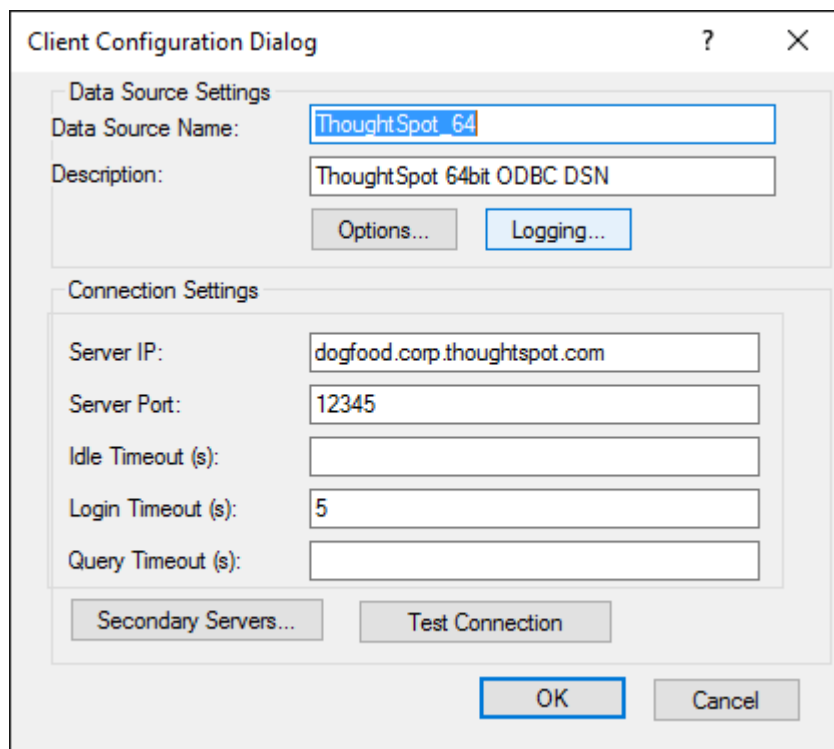 Client Configuration Dialog ?
Data Source Settings
Data Source Name: ThoughtSpot_64
Description: ThoughtSpot 64bit ODBC DSN
Options... Logging...
Connection Settings
Server IP: dogfood.corp.thoughtspot.com
Server Port: 12345
Idle Timeout (s):
Login Timeout (s): 5
Query Timeout (s):
Secondary Servers... Test Connection
OK Cancel